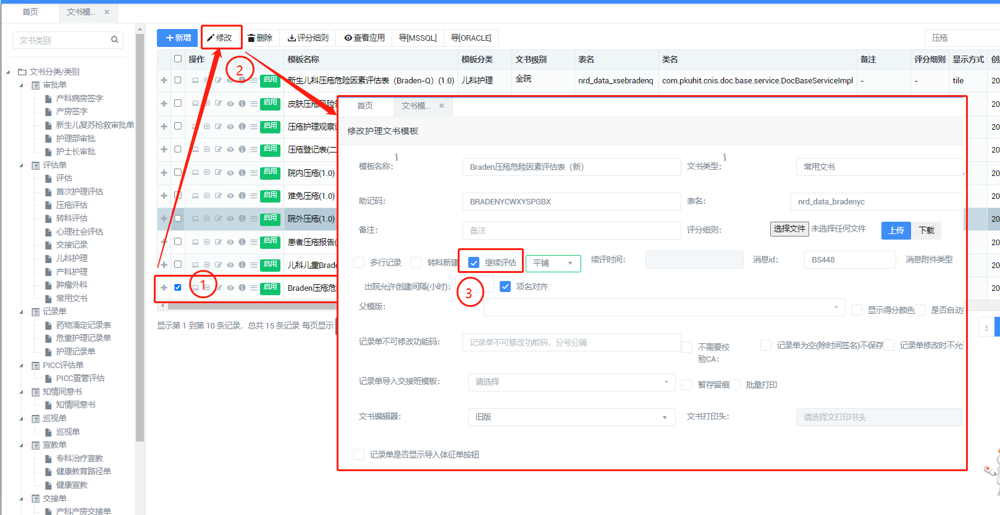 首页
文书模... ×
文书类别
文书分类/类别
审批单
产科病房签字
产房签字
新生儿复苏抢救审批单
护理部审批
护士长审批
评估单
评估
首次护理评估
压疮评估
转科评估
心理社会评估
交接记录
儿科护理
产科护理
肿瘤外科
常用文书
记录单
药物滴定记录表
危重护理记录单
护理记录单
PICC评估单
PICC置管评估
知情同意书
知情同意书
巡视单
巡视单
宣教单
专科治疗宣教
健康教育路径单
健康宣教
交接单
产科产房交接单
新增 修改 删除 评分细则 查看应用 导[MSSQL] 导[ORACLE] 压疮
操作 模板名称 模板分类 文书级别 表名 类名 备注 评分细则 显示方式 创
启用 新生儿科压疮危险因素评估表（Braden-Q）(1.0) 儿科护理 全院 nrd_data_xsebradenq com.pkuhit.cnis.doc.base.service.DocBaseServiceImpl - - tile 20
启用 皮肤压疮风险 20
启用 压疮护理观察 20
启用 压疮登记表(二 20
启用 院内压疮(1.0) 20
启用 难免压疮(1.0) 20
启用 院外压疮(1.0) 20
启用 患者压疮报告( 20
启用 儿科儿童Brade 20
启用 Braden压疮危 20
显示第 1 到第 10 条记录，总共 15 条记录 每页显示
‹
1
2
3
首页
文书模... ×
修改护理文书模板
模板名称: i Braden压疮危险因素评估表（新） 文书类型: i 常用文书
助记码: BRADENYCWXYSPGBX 表名: nrd_data_bradenyc
备注: 备注 评分细则: 选择文件 未选择任何文件 上传 下载
多行记录 转科新建 继续评估 平铺 续评时间: 消息id: BS448 消息附件类型
出院允许创建间隔(小时): 项名对齐
父模版: 显示得分颜色 是否自动
记录单不可修改功能码: 记录单不可修改功能码，分号分隔 不需要校
验CA: 记录单为空(除时间签名)不保存 记录单修改时不允
记录单导入交接班模板: 请选择 暂存留痕 批量打印
文书编辑器: 旧版 文书打印头: 请选择文打印书头
记录单是否显示导入体征单按钮